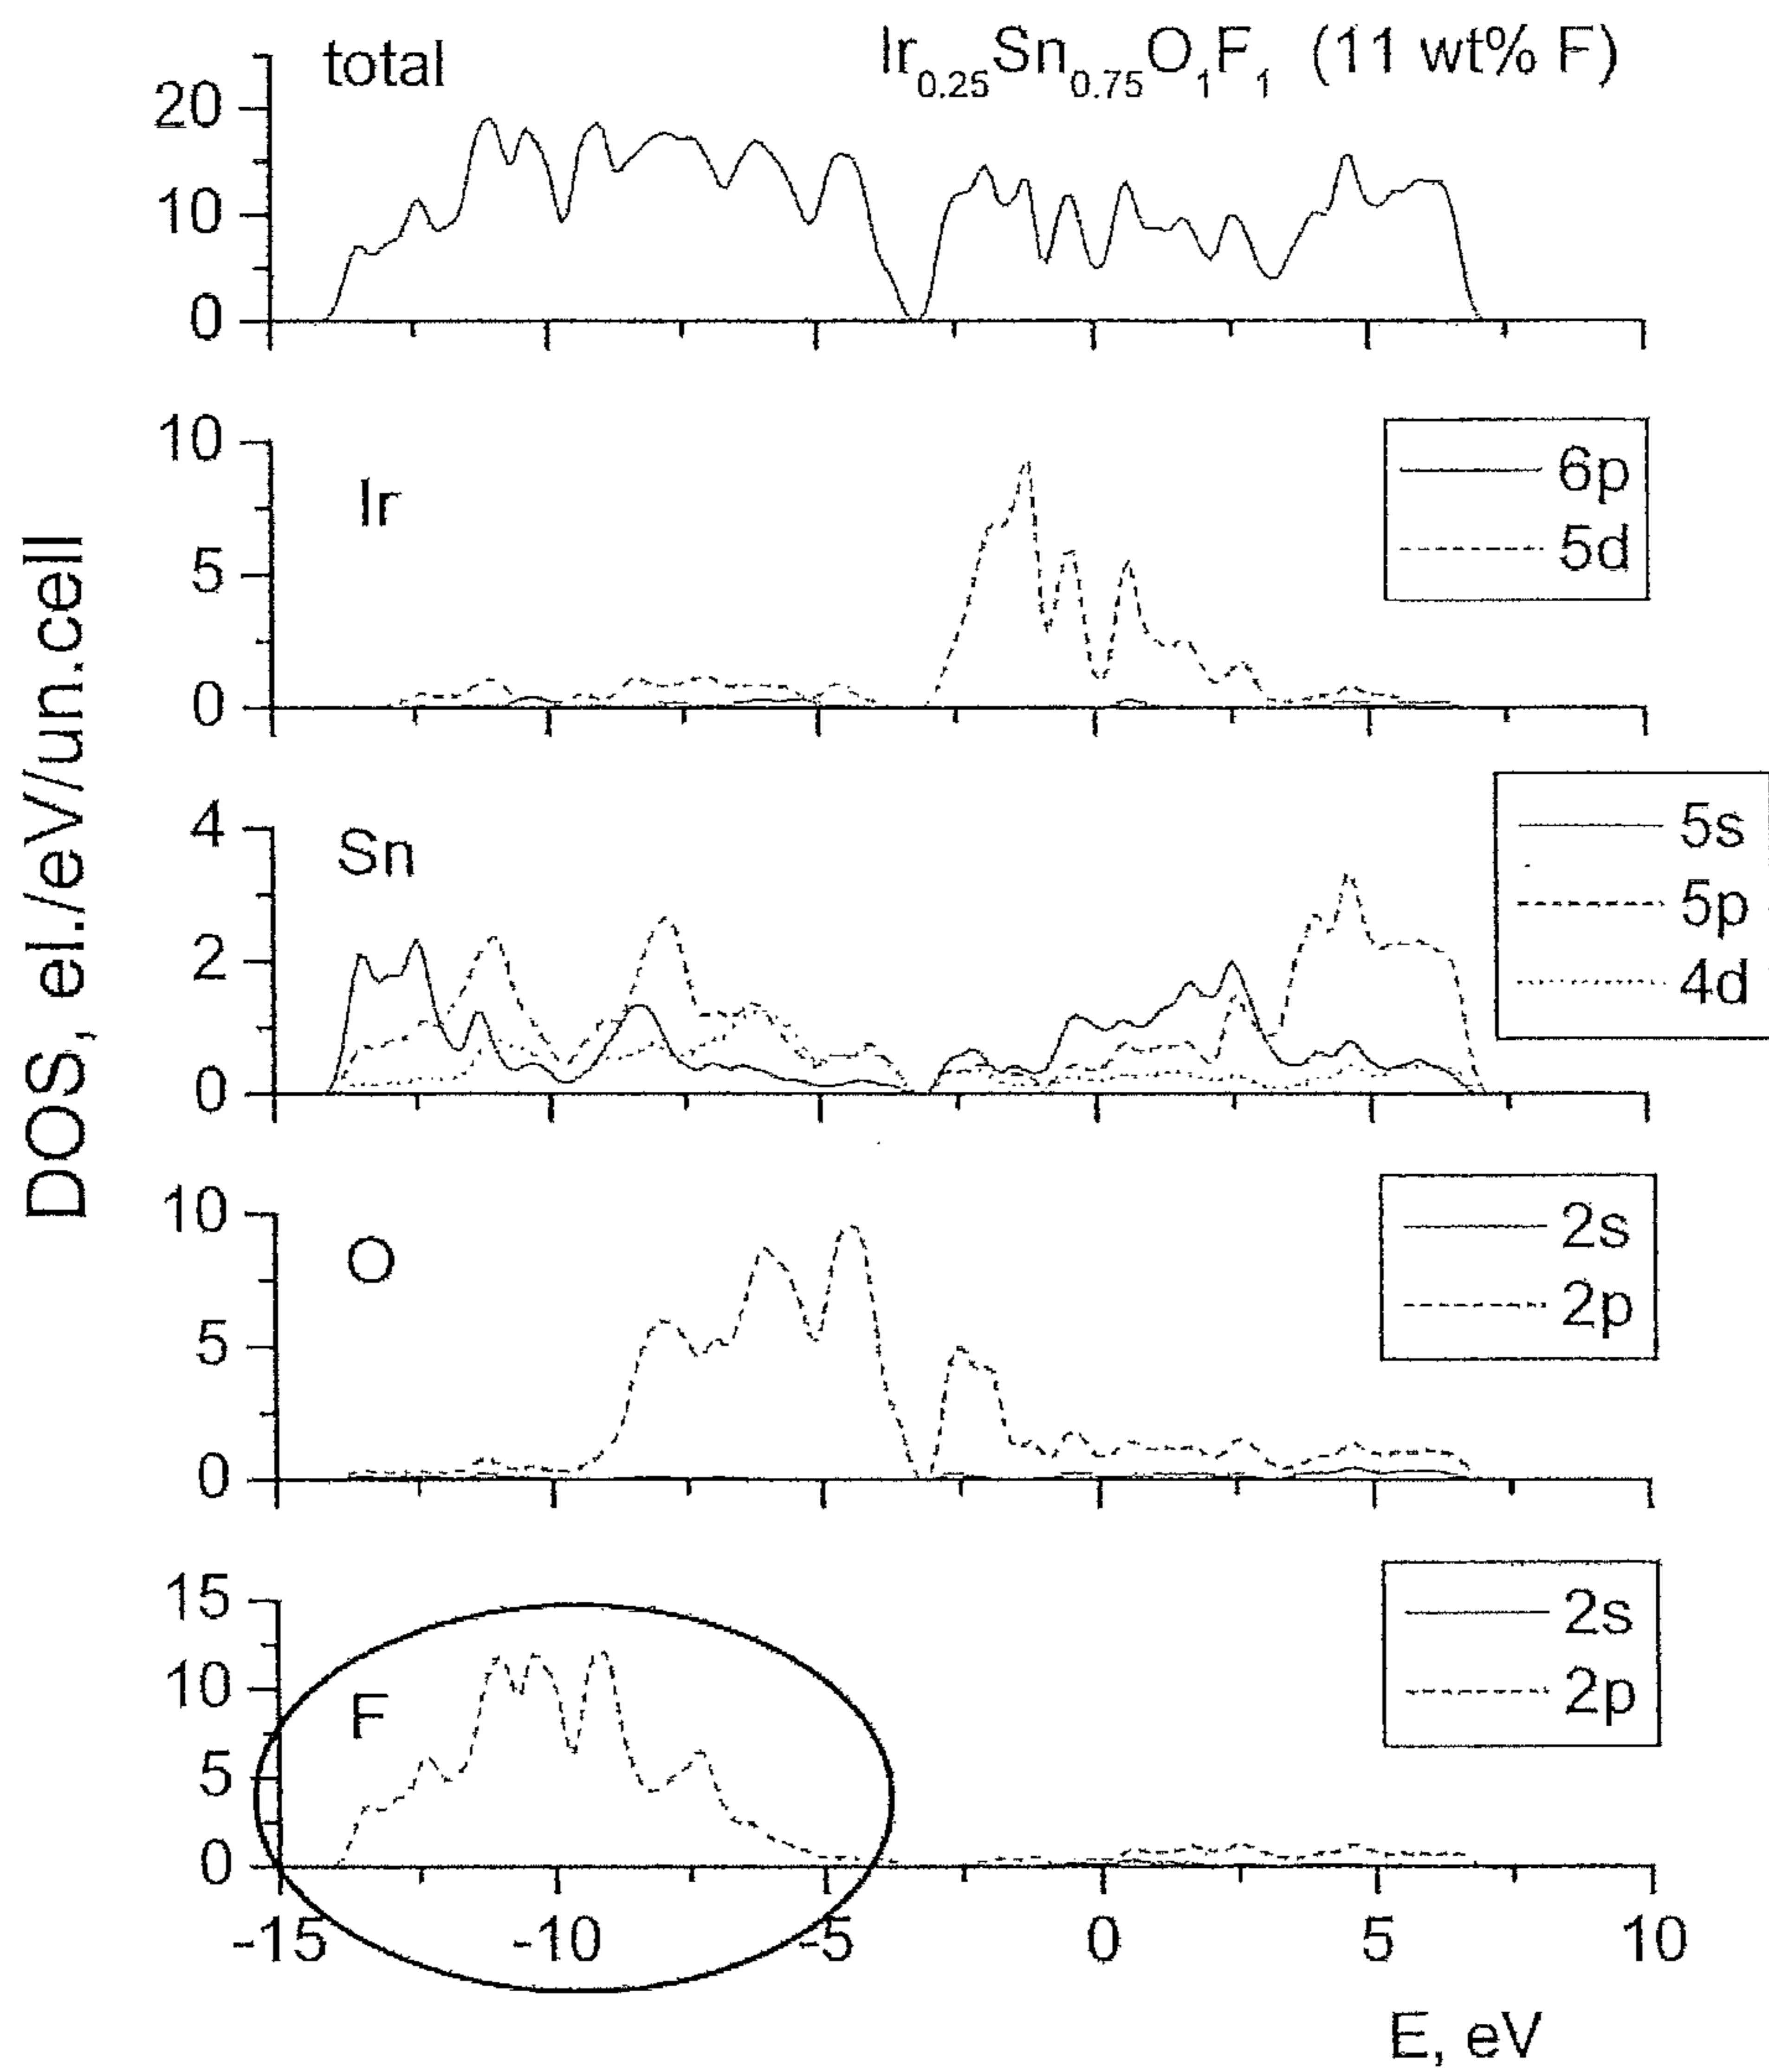 total
Ir0.25Sn0.75O1F1 (11 wt% F)
20
10
0
DOS, el./eV/un.cell
10
5
0
Ir
6p
5d
4
2
0
Sn
5s
5p
4d
10
5
0
O
2s
2p
15
10
5
0
F
2s
2p
-15
-10
-5
0
5
10
E, eV